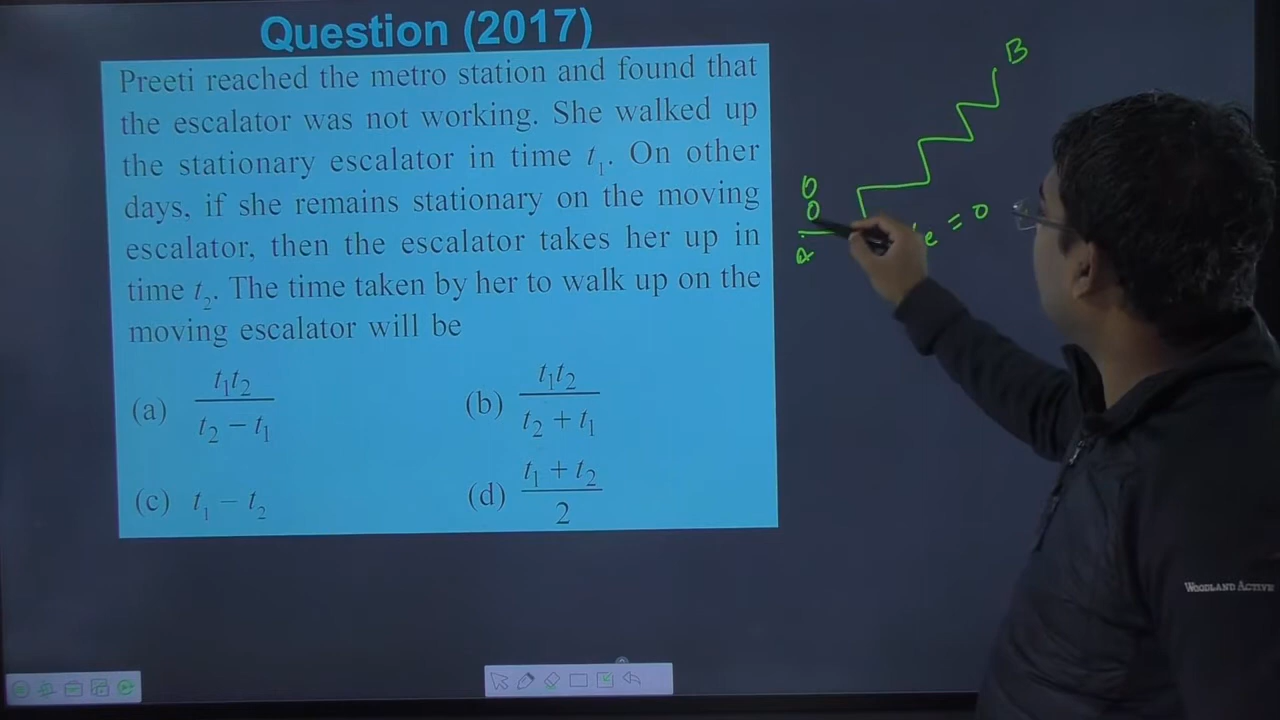 Question (2017)
Preeti reached the metro station and found that
the escalator was not working. She walked up
the stationary escalator in time t₁. On other
days, if she remains stationary on the moving
escalator, then the escalator takes her up in
time t₂. The time taken by her to walk up on the
moving escalator will be
(a) t₁t₂ / t₂ − t₁
(b) t₁t₂ / t₂ + t₁
(c) t₁ − t₂
(d) t₁ + t₂ / 2
B
A
e = 0
WOODLAND ACTIVE